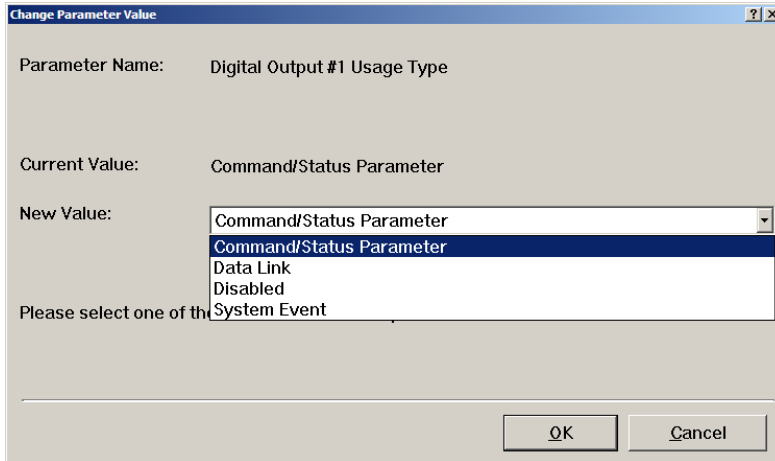 Change Parameter Value
Parameter Name: Digital Output #1 Usage Type
Current Value: Command/Status Parameter
New Value: Command/Status Parameter
Command/Status Parameter
Data Link
Disabled
System Event
Please select one of the
OK Cancel